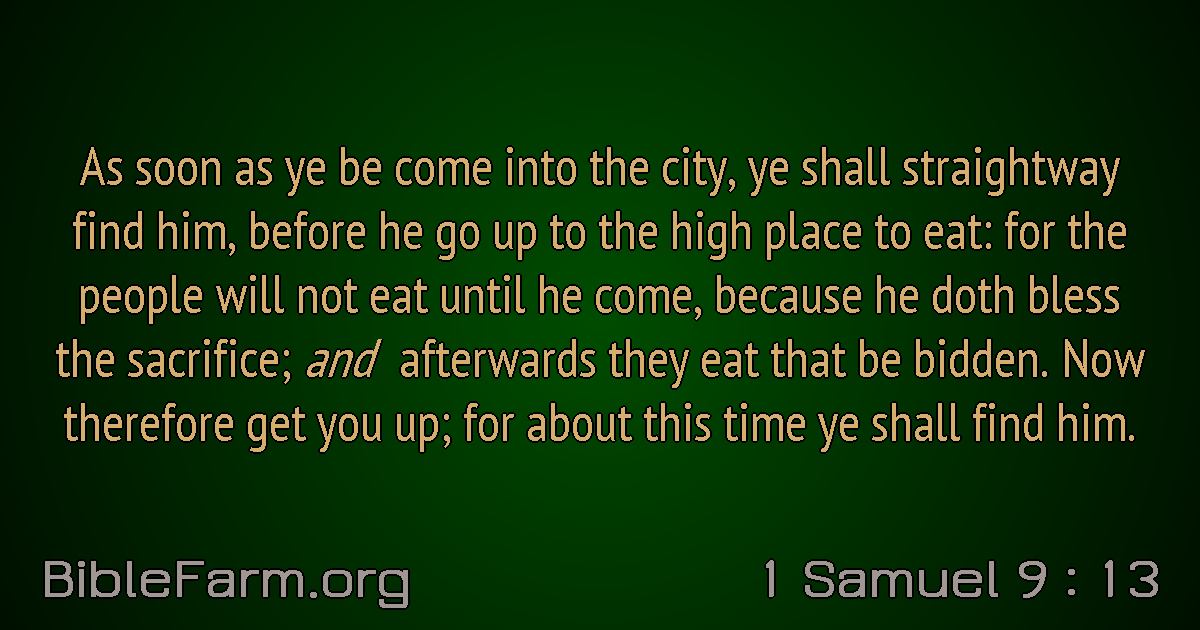 As soon as ye be come into the city, ye shall straightway
find him, before he go up to the high place to eat: for the
people will not eat until he come, because he doth bless
the sacrifice; and afterwards they eat that be bidden. Now
therefore get you up; for about this time ye shall find him.
BibleFarm.org
1 Samuel 9 : 13